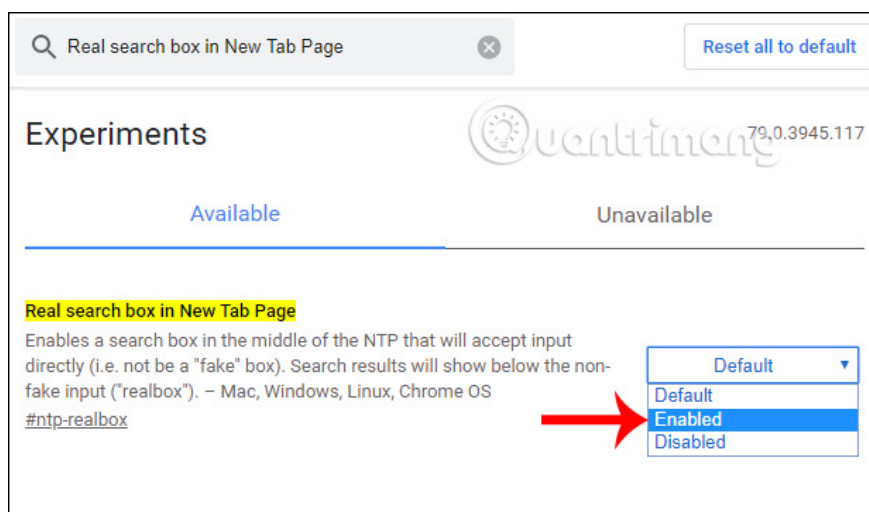 Real search box in New Tab Page
Reset all to default
Experiments
Quantrimang
79.0.3945.117
Available
Unavailable
Real search box in New Tab Page
Enables a search box in the middle of the NTP that will accept input
directly (i.e. not be a "fake" box). Search results will show below the non-
fake input ("realbox"). – Mac, Windows, Linux, Chrome OS
#ntp-realbox
Default
Default
Enabled
Disabled